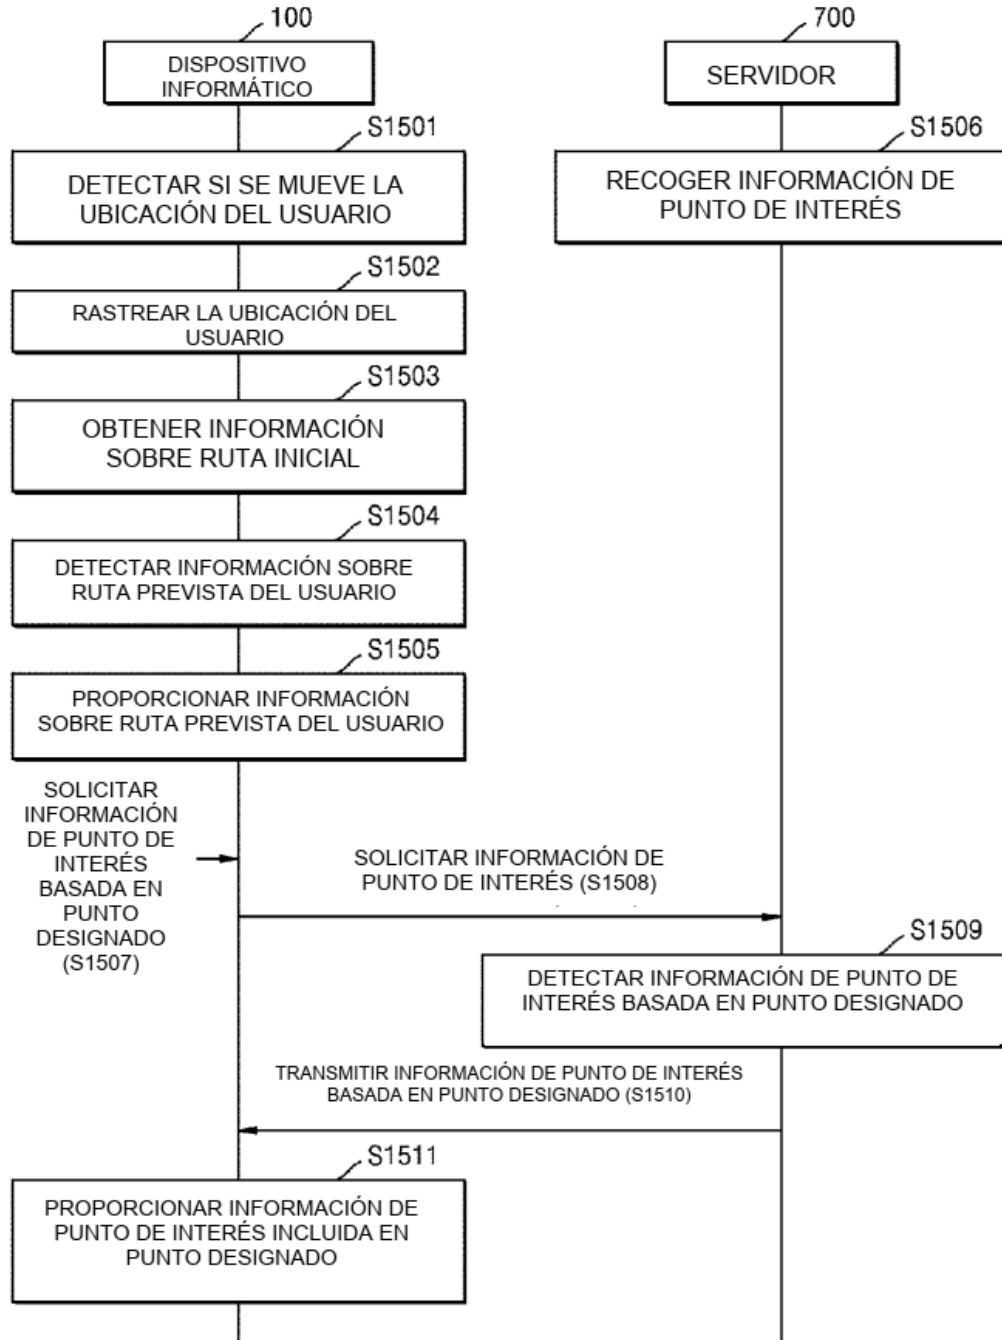 100
DISPOSITIVO
INFORMÁTICO
700
SERVIDOR
S1501
DETECTAR SI SE MUEVE LA
UBICACIÓN DEL USUARIO
S1506
RECOGER INFORMACIÓN DE
PUNTO DE INTERÉS
S1502
RASTREAR LA UBICACIÓN DEL
USUARIO
S1503
OBTENER INFORMACIÓN
SOBRE RUTA INICIAL
S1504
DETECTAR INFORMACIÓN SOBRE
RUTA PREVISTA DEL USUARIO
S1505
PROPORCIONAR INFORMACIÓN
SOBRE RUTA PREVISTA DEL USUARIO
SOLICITAR
INFORMACIÓN
DE PUNTO DE
INTERÉS
BASADA EN
PUNTO
DESIGNADO
(S1507)
SOLICITAR INFORMACIÓN DE
PUNTO DE INTERÉS (S1508)
S1509
DETECTAR INFORMACIÓN DE PUNTO DE
INTERÉS BASADA EN PUNTO DESIGNADO
TRANSMITIR INFORMACIÓN DE PUNTO DE INTERÉS
BASADA EN PUNTO DESIGNADO (S1510)
S1511
PROPORCIONAR INFORMACIÓN DE
PUNTO DE INTERÉS INCLUIDA EN
PUNTO DESIGNADO